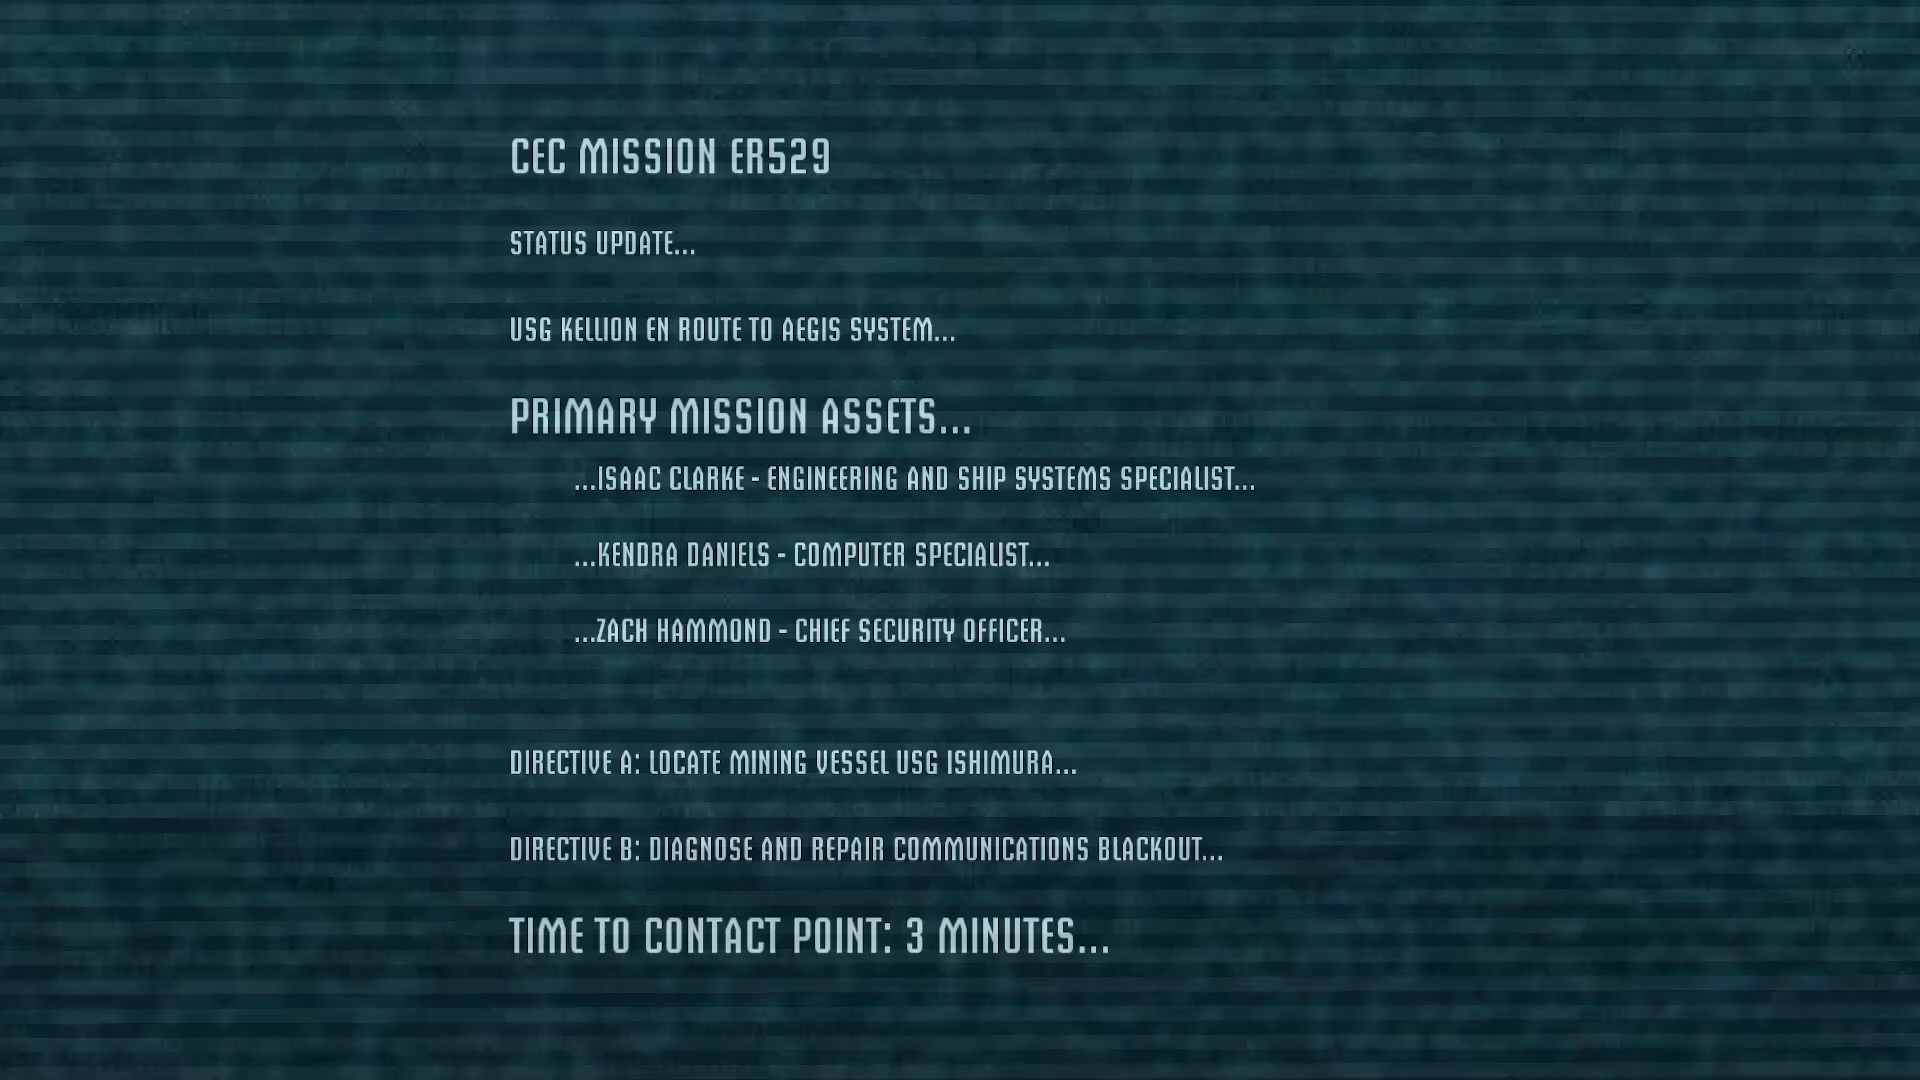 CEC MISSION ER529
STATUS UPDATE...
USG KELLION EN ROUTE TO AEGIS SYSTEM...
PRIMARY MISSION ASSETS...
...ISAAC CLARKE - ENGINEERING AND SHIP SYSTEMS SPECIALIST...
...KENDRA DANIELS - COMPUTER SPECIALIST...
...ZACH HAMMOND - CHIEF SECURITY OFFICER...
DIRECTIVE A: LOCATE MINING VESSEL USG ISHIMURA...
DIRECTIVE B: DIAGNOSE AND REPAIR COMMUNICATIONS BLACKOUT...
TIME TO CONTACT POINT: 3 MINUTES...